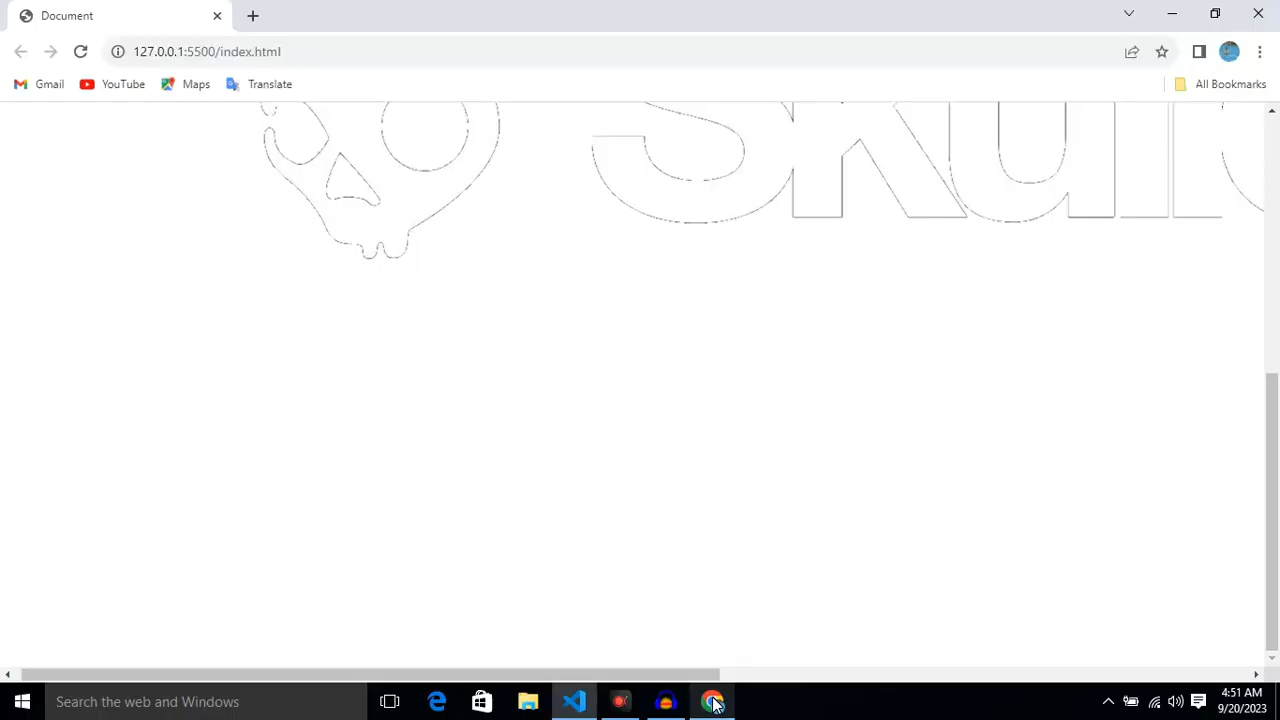 Document
127.0.0.1:5500/index.html
Gmail YouTube Maps Translate All Bookmarks
Skull
Search the web and Windows
4:51 AM
9/20/2023